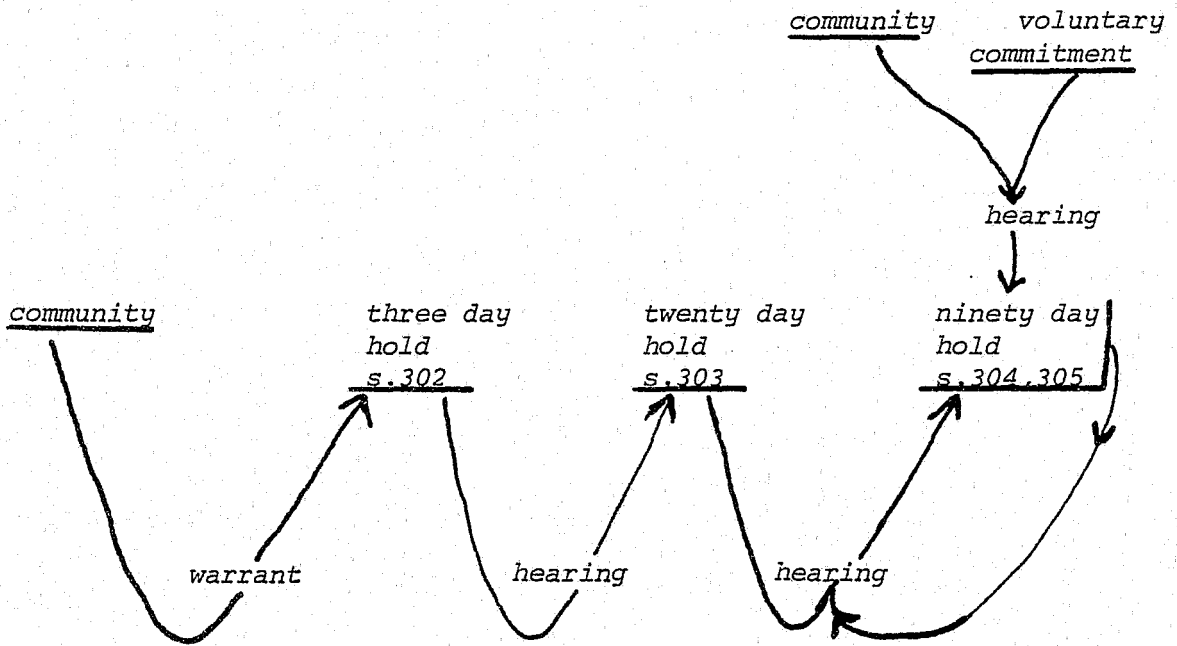 community voluntary
commitment
hearing
community
three day
hold
s.302
twenty day
hold
s.303
ninety day
hold
s.304,305
warrant
hearing
hearing